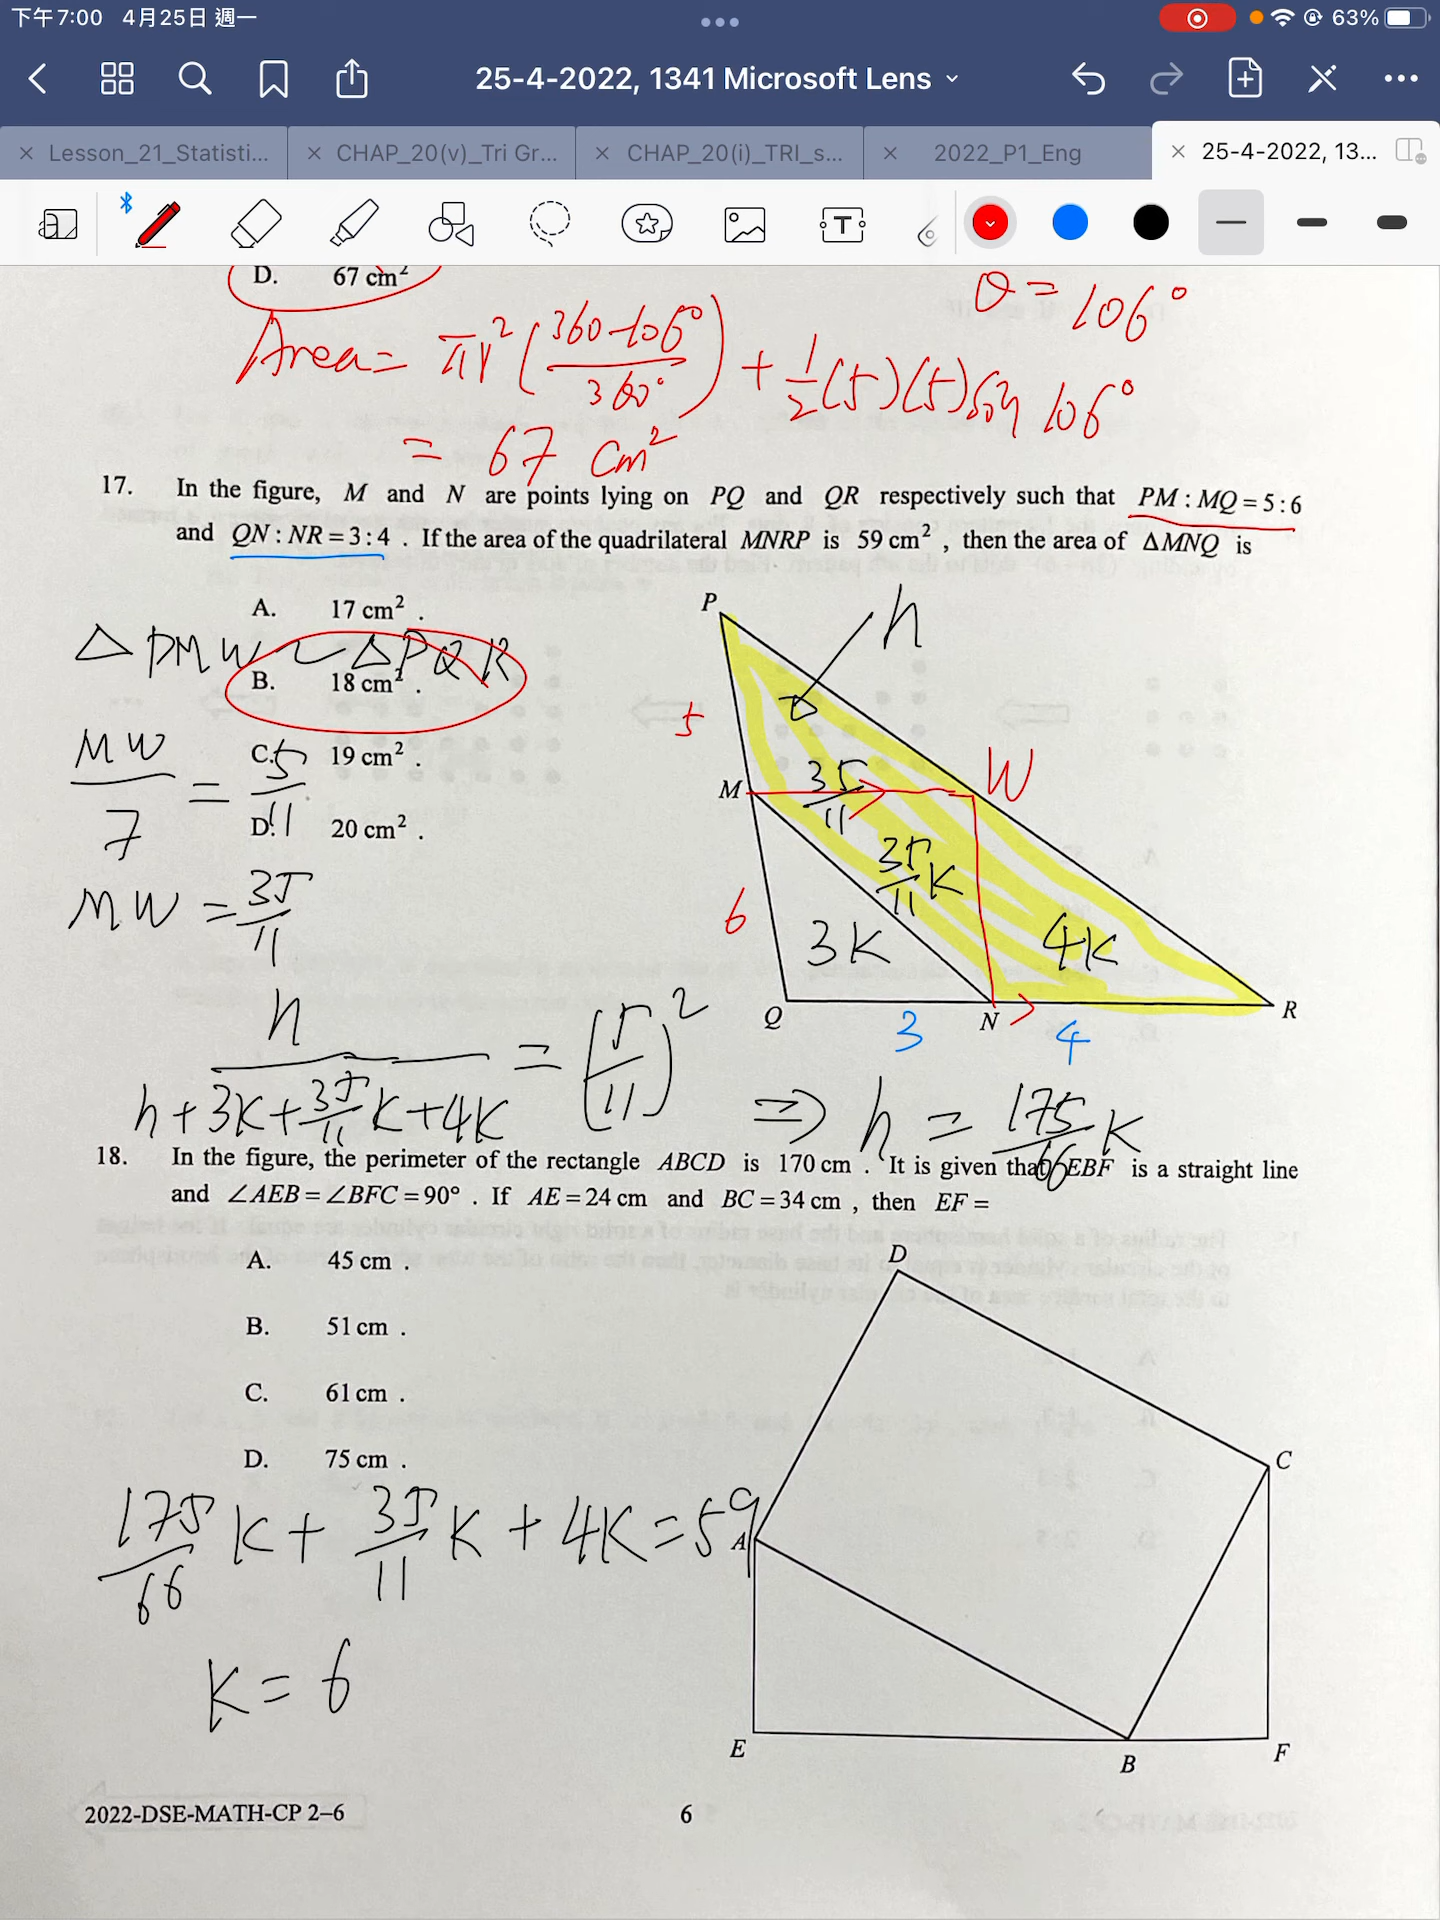 下午7:00 4月25日 週一
63%
25-4-2022, 1341 Microsoft Lens
Lesson_21_Statisti...
CHAP_20(v)_Tri Gr...
CHAP_20(i)_TRI_s...
2022_P1_Eng
25-4-2022, 13...
D. 67 cm²
θ = 106°
Area = πr² (360-106° / 360°) + 1/2 (5)(5) sin 106°
= 67 cm²
17. In the figure, M and N are points lying on PQ and QR respectively such that PM : MQ = 5 : 6
and QN : NR = 3 : 4 . If the area of the quadrilateral MNRP is 59 cm² , then the area of ΔMNQ is
A. 17 cm² .
Δ PMW ~ Δ PQR
B. 18 cm² .
C. 19 cm² .
D. 20 cm² .
MW / 7 = 5 / 11
MW = 35 / 11
P
h
5
M
35 / 11
W
35 / 11 K
6
3K
4K
Q
N
R
3
4
h / h + 3K + 35/11 K + 4K = (5 / 11)²
⇒ h = 175 / 66 K
18. In the figure, the perimeter of the rectangle ABCD is 170 cm . It is given that EBF is a straight line
and ∠AEB = ∠BFC = 90° . If AE = 24 cm and BC = 34 cm , then EF =
A. 45 cm .
B. 51 cm .
C. 61 cm .
D. 75 cm .
175 / 66 K + 35 / 11 K + 4K = 59
K = 6
D
C
A
E
B
F
2022-DSE-MATH-CP 2–6
6